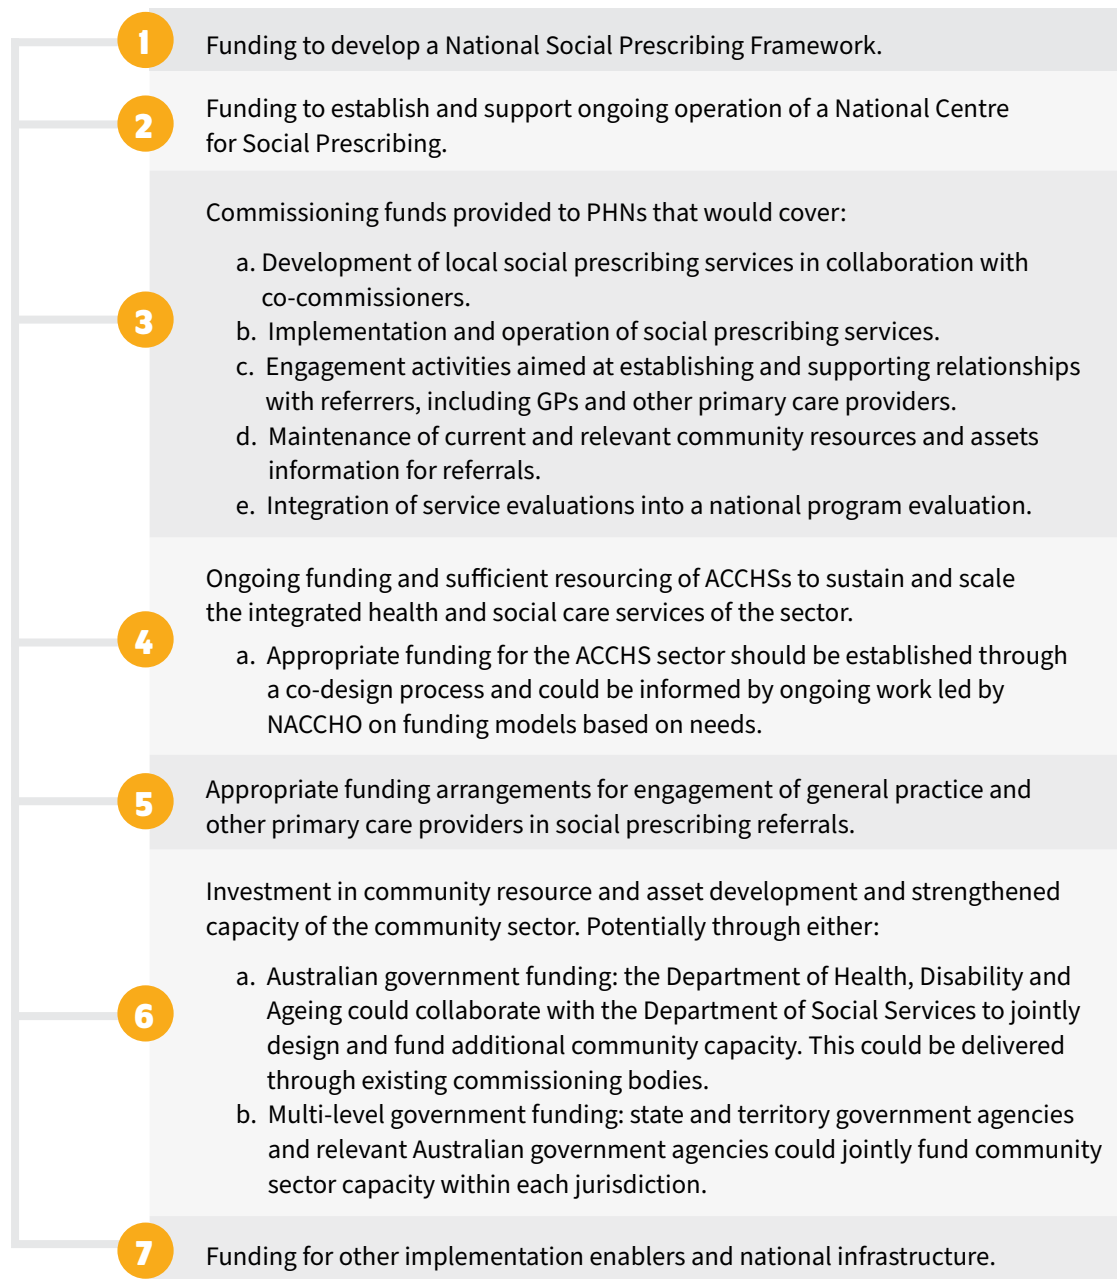 1
Funding to develop a National Social Prescribing Framework.
2
Funding to establish and support ongoing operation of a National Centre
for Social Prescribing.
3
Commissioning funds provided to PHNs that would cover:
a. Development of local social prescribing services in collaboration with
co-commissioners.
b. Implementation and operation of social prescribing services.
c. Engagement activities aimed at establishing and supporting relationships
with referrers, including GPs and other primary care providers.
d. Maintenance of current and relevant community resources and assets
information for referrals.
e. Integration of service evaluations into a national program evaluation.
4
Ongoing funding and sufficient resourcing of ACCHSs to sustain and scale
the integrated health and social care services of the sector.
a. Appropriate funding for the ACCHS sector should be established through
a co-design process and could be informed by ongoing work led by
NACCHO on funding models based on needs.
5
Appropriate funding arrangements for engagement of general practice and
other primary care providers in social prescribing referrals.
6
Investment in community resource and asset development and strengthened
capacity of the community sector. Potentially through either:
a. Australian government funding: the Department of Health, Disability and
Ageing could collaborate with the Department of Social Services to jointly
design and fund additional community capacity. This could be delivered
through existing commissioning bodies.
b. Multi-level government funding: state and territory government agencies
and relevant Australian government agencies could jointly fund community
sector capacity within each jurisdiction.
7
Funding for other implementation enablers and national infrastructure.